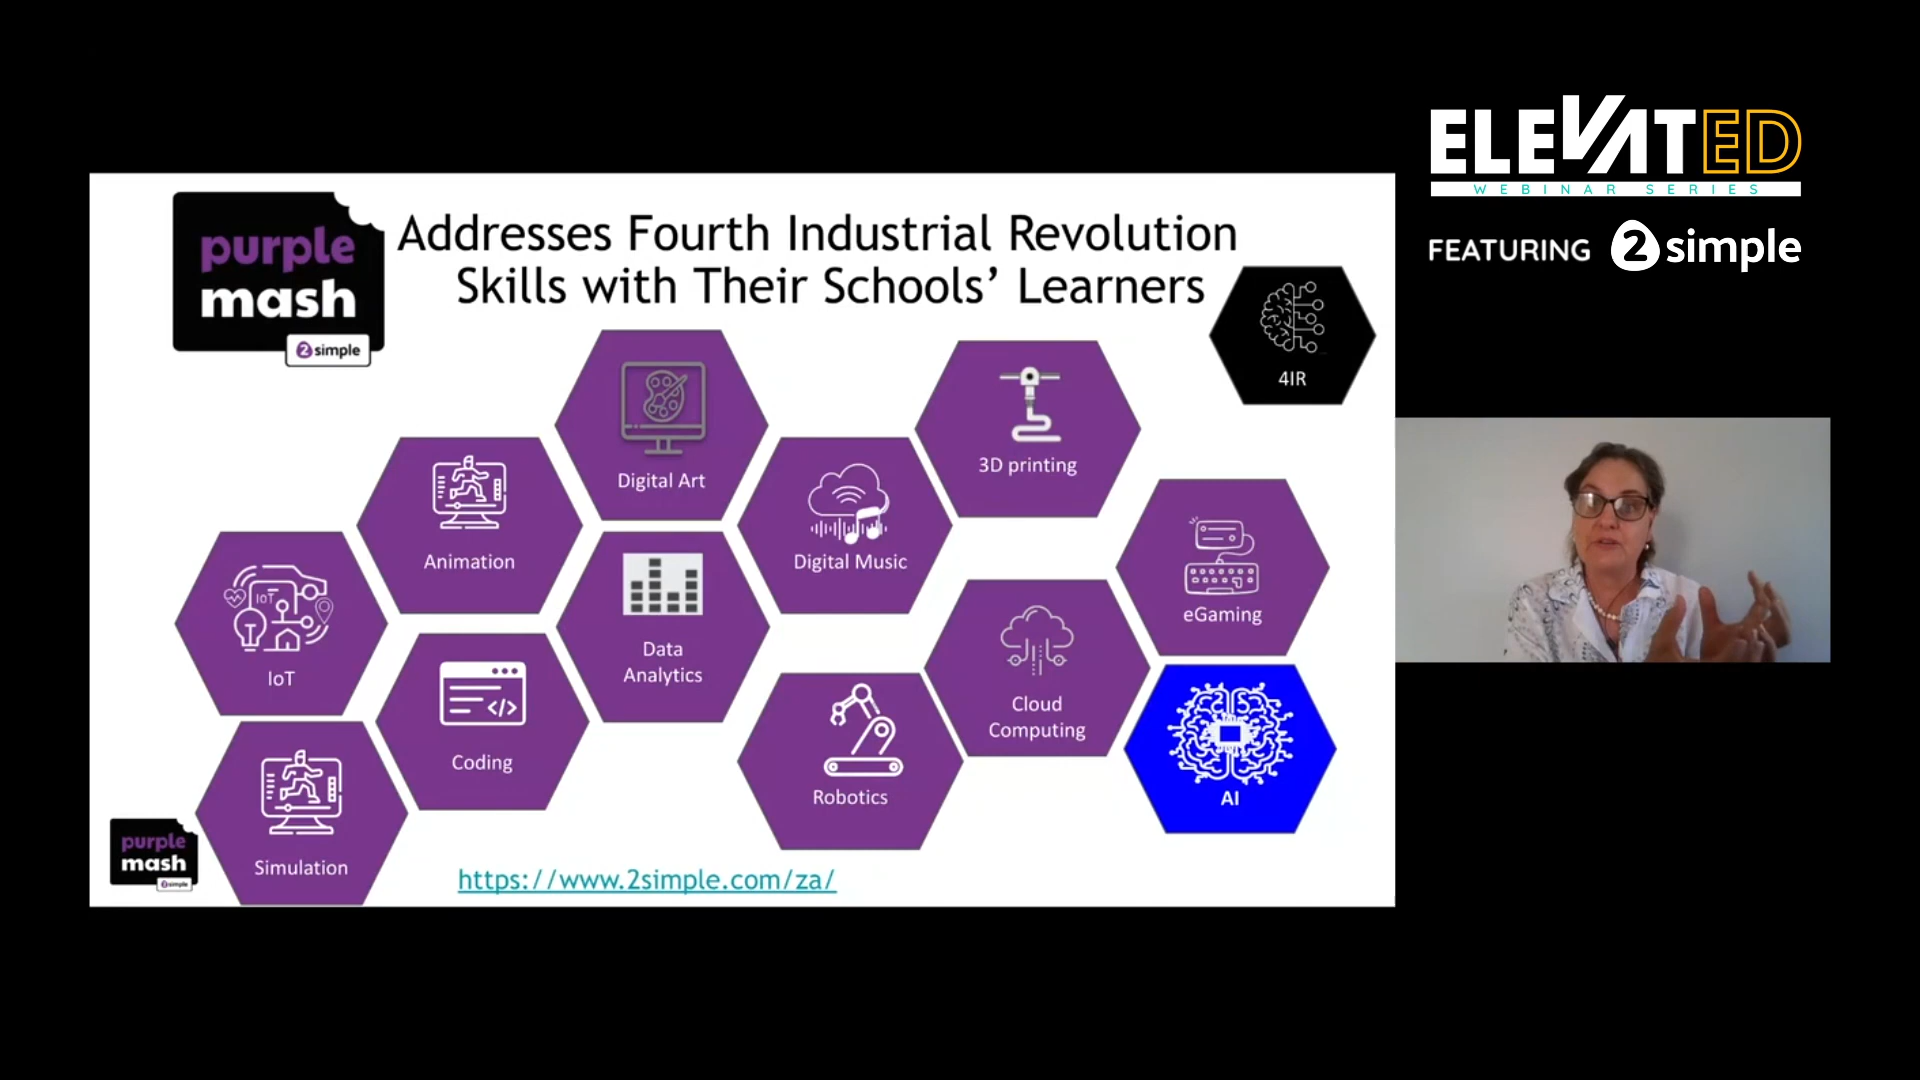 ELEVATED
WEBINAR SERIES
FEATURING 2simple
purple
mash
2simple
Addresses Fourth Industrial Revolution
Skills with Their Schools’ Learners
4IR
Digital Art
3D printing
Animation
Digital Music
eGaming
IoT
IoT
Data
Analytics
Cloud
Computing
Coding
Robotics
AI
Simulation
purple
mash
2simple
https://www.2simple.com/za/